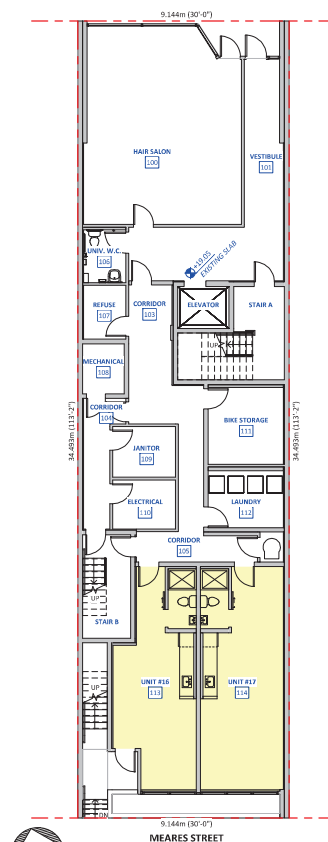 9.144m (30'-0")
HAIR SALON
100
VESTIBULE
101
+19.05
EXISTING SLAB
UNIV. W.C.
106
REFUSE
107
CORRIDOR
103
ELEVATOR
STAIR A
UP
MECHANICAL
108
34.493m (113'-2")
34.493m (113'-2")
CORRIDOR
104
BIKE STORAGE
111
JANITOR
109
ELECTRICAL
110
LAUNDRY
112
CORRIDOR
105
UP
STAIR B
UNIT #16
113
UNIT #17
114
UP
DN
9.144m (30'-0")
MEARES STREET